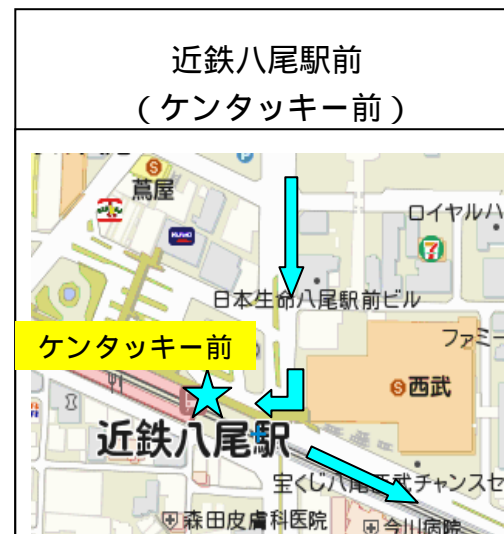 近鉄八尾駅前
（ケンタッキー前）
蔦屋
ロイヤルハ
日本生命八尾駅前ビル
ケンタッキー前
ファミー
西武
近鉄八尾駅
宝くじ八尾西武チャンスセ
森田皮膚科医院
今川病院